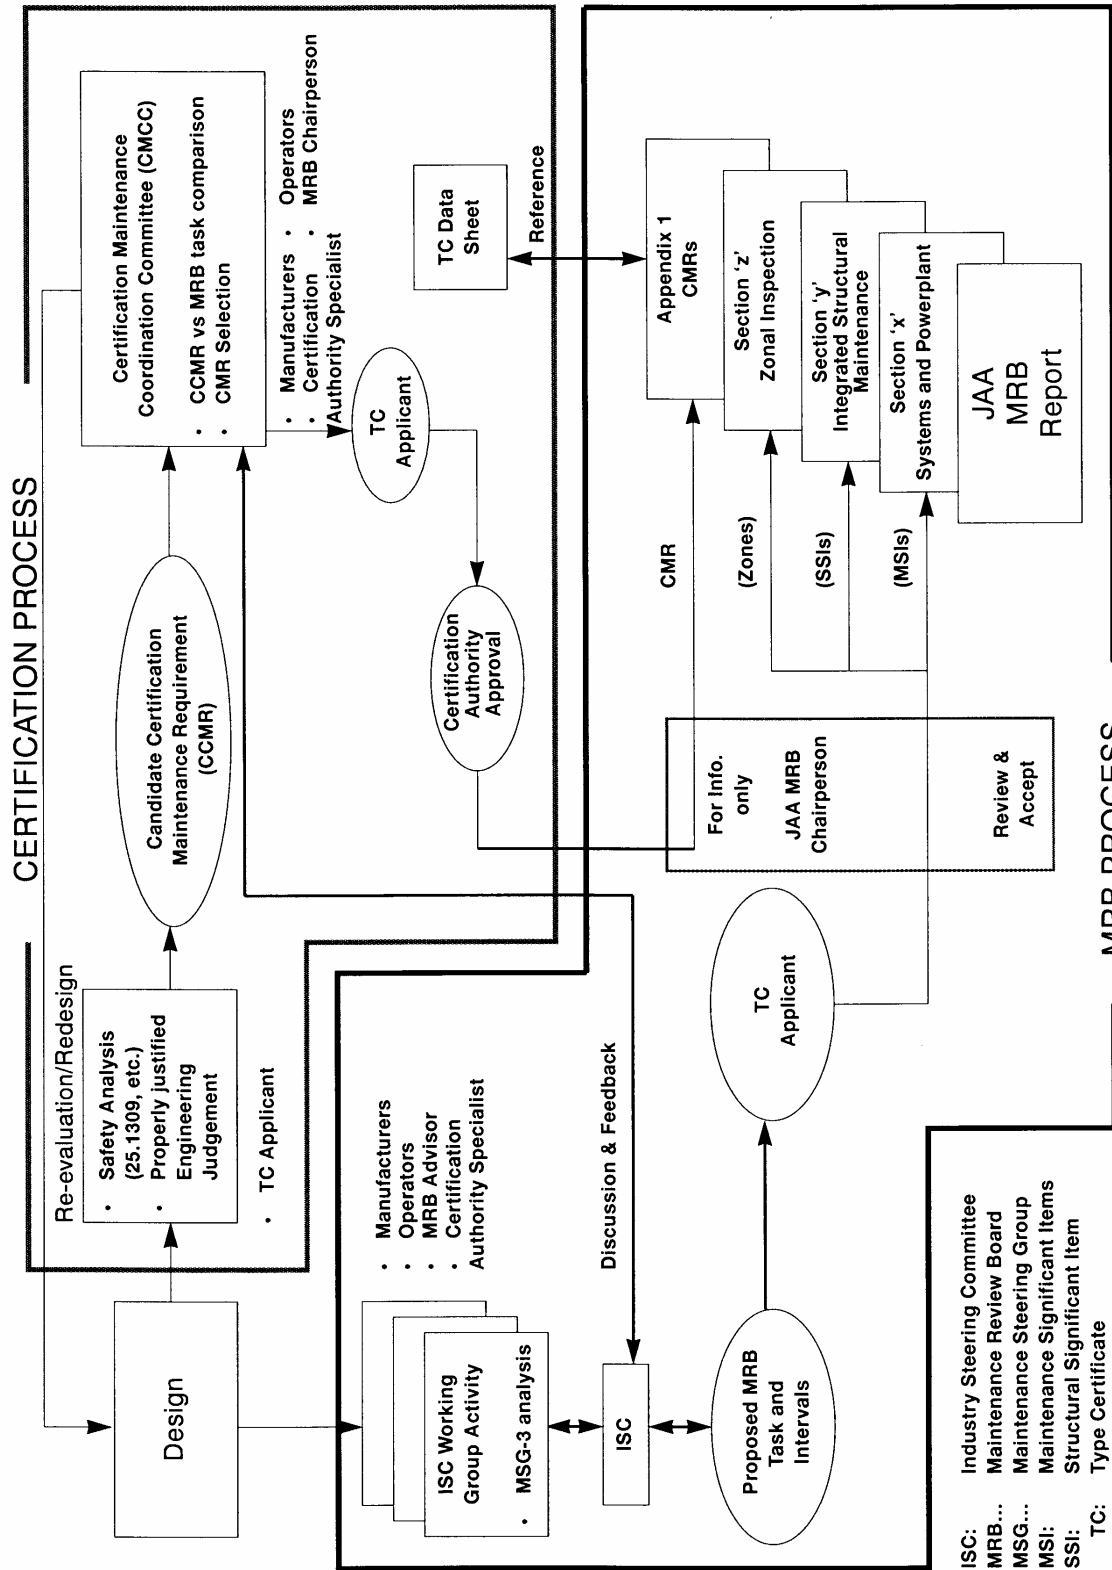 CERTIFICATION PROCESS
Re-evaluation/Redesign
Design
• Safety Analysis
(25.1309, etc.)
• Properly justified
Engineering
Judgement
• TC Applicant
Candidate Certification
Maintenance Requirement
(CCMR)
Certification Maintenance
Coordination Committee (CMCC)
• CCMR vs MRB task comparison
• CMR Selection
• Manufacturers • Operators
• Certification • MRB Chairperson
Authority Specialist
TC
Applicant
Certification
Authority
Approval
TC Data
Sheet
Reference
• Manufacturers
• Operators
• MRB Advisor
• Certification
Authority Specialist
ISC Working
Group Activity
• MSG-3 analysis
ISC
Discussion & Feedback
Proposed MRB
Task and
Intervals
TC
Applicant
For Info.
only
JAA MRB
Chairperson
Review &
Accept
CMR
(Zones)
(SSIs)
(MSIs)
Appendix 1
CMRs
Section 'z'
Zonal Inspection
Section 'y'
Integrated Structural
Maintenance
Section 'x'
Systems and Powerplant
JAA
MRB
Report
MRB PROCESS
ISC: Industry Steering Committee
MRB... Maintenance Review Board
MSG... Maintenance Steering Group
MSI: Maintenance Significant Items
SSI: Structural Significant Item
TC: Type Certificate